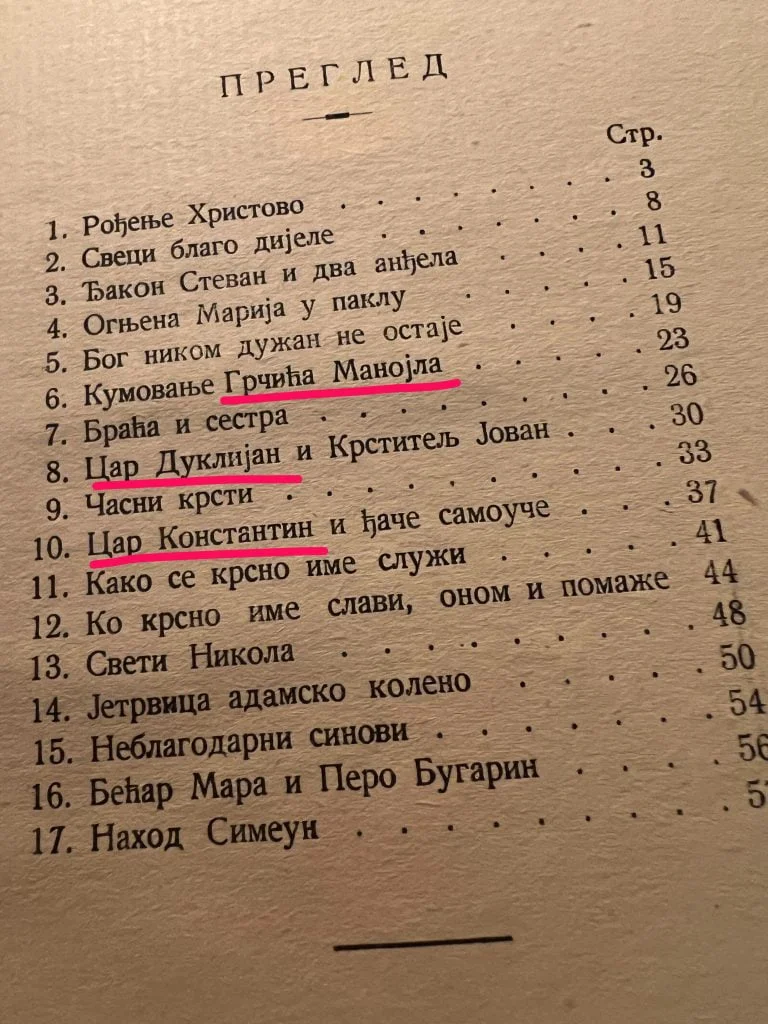 ПРЕГЛЕД
Стр.
1. Рођење Христово . . . . . . . 3
2. Свеци благо дијеле . . . . . . 8
3. Ђакон Стеван и два анђела . . . . 11
4. Огњена Марија у паклу . . . . . 15
5. Бог ником дужан не остаје . . . . 19
6. Кумовање Грчића Манојла . . . . . 23
7. Браћа и сестра . . . . . . . . 26
8. Цар Дуклијан и Крститељ Јован . . . 30
9. Часни крсти . . . . . . . . . 33
10. Цар Константин и ђаче самоуче . . . 37
11. Како се крсно име служи . . . . . 41
12. Ко крсно име слави, оном и помаже 44
13. Свети Никола . . . . . . . . . 48
14. Јетрвица адамско колено . . . . . 50
15. Неблагодарни синови . . . . . . . 54
16. Бећар Мара и Перо Бугарин . . . . 56
17. Наход Симеун . . . . . . . . .